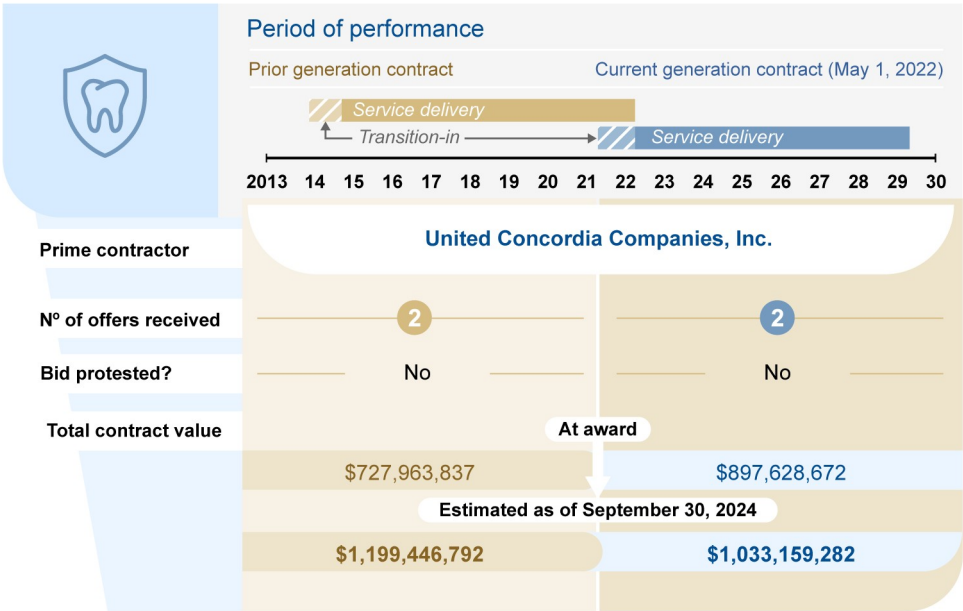 Period of performance
Prior generation contract
Current generation contract (May 1, 2022)
Service delivery
Transition-in
Service delivery
2013 14 15 16 17 18 19 20 21 22 23 24 25 26 27 28 29 30
Prime contractor
United Concordia Companies, Inc.
Nº of offers received
2
2
Bid protested?
No
No
Total contract value
At award
$727,963,837
$897,628,672
Estimated as of September 30, 2024
$1,199,446,792
$1,033,159,282